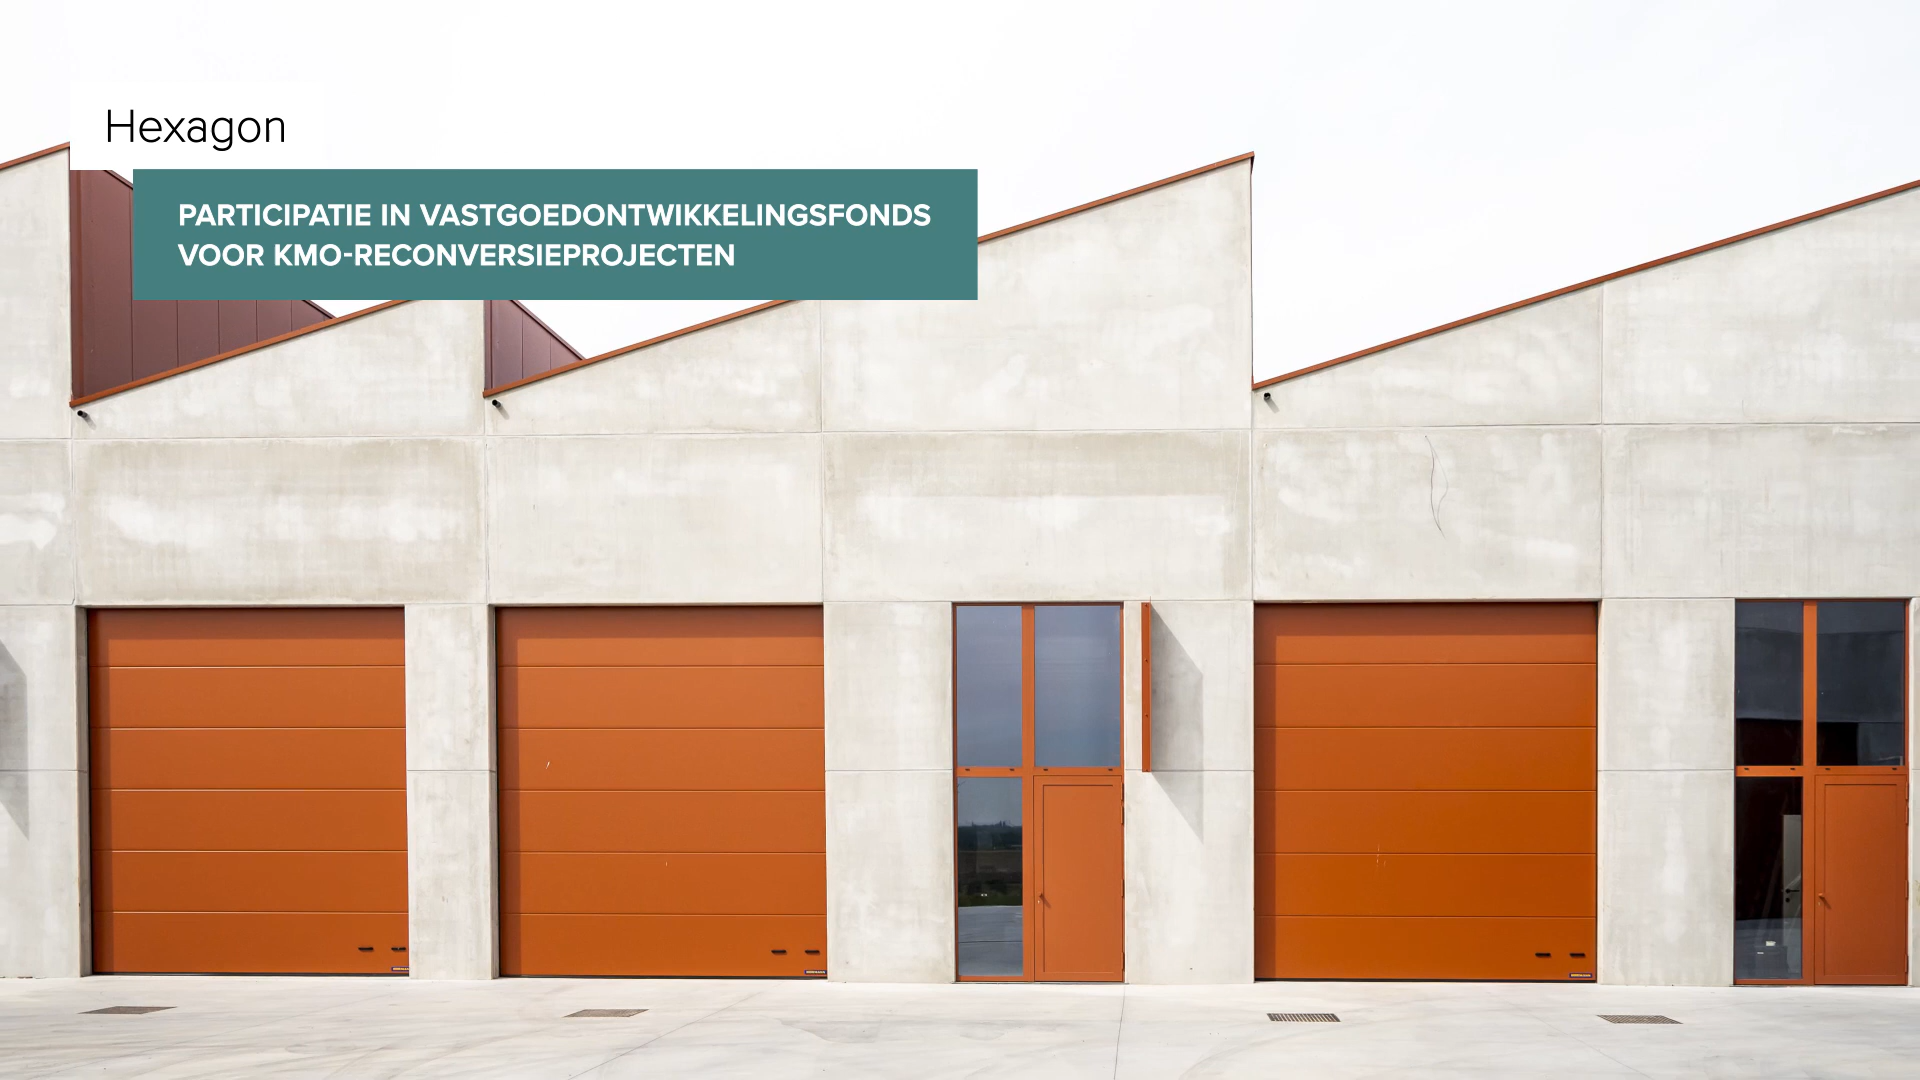 Hexagon
PARTICIPATIE IN VASTGOEDONTWIKKELINGSFONDS
VOOR KMO-RECONVERSIEPROJECTEN